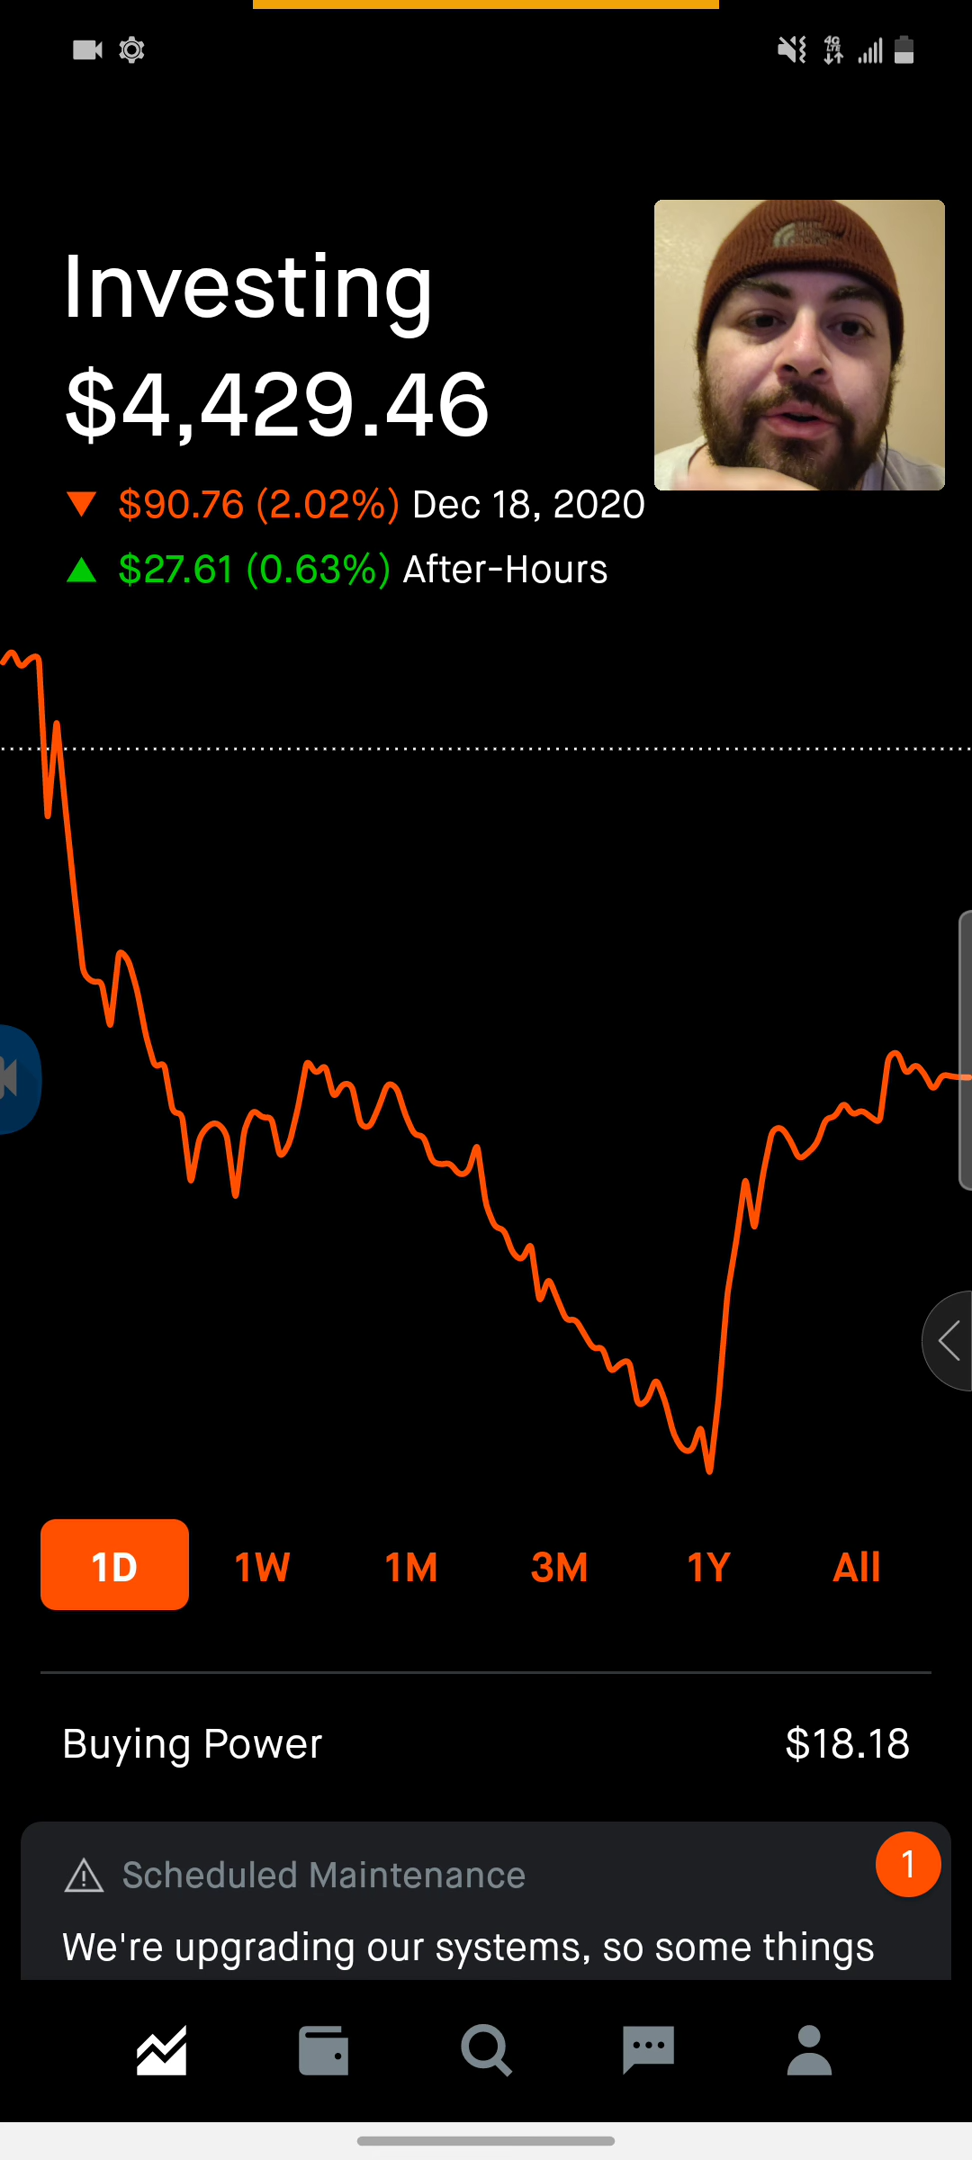 4G
LTE
Investing
$4,429.46
▼ $90.76 (2.02%) Dec 18, 2020
▲ $27.61 (0.63%) After-Hours
1D 1W 1M 3M 1Y All
Buying Power $18.18
Scheduled Maintenance 1
We're upgrading our systems, so some things